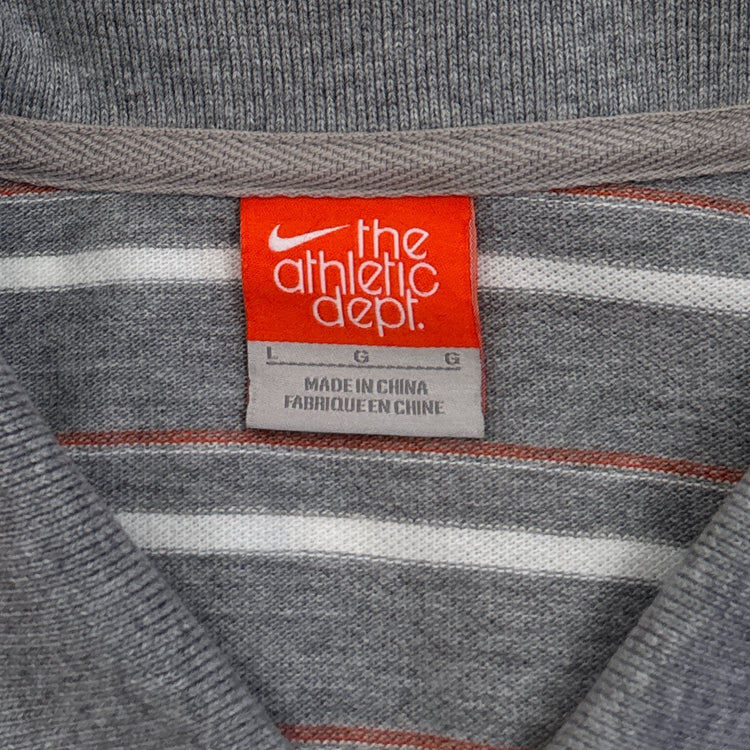 the
athletic
dept.
L G G
MADE IN CHINA
FABRIQUE EN CHINE